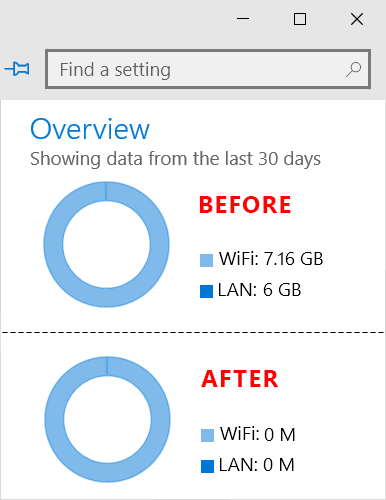 Find a setting
Overview
Showing data from the last 30 days
BEFORE
WiFi: 7.16 GB
LAN: 6 GB
AFTER
WiFi: 0 M
LAN: 0 M